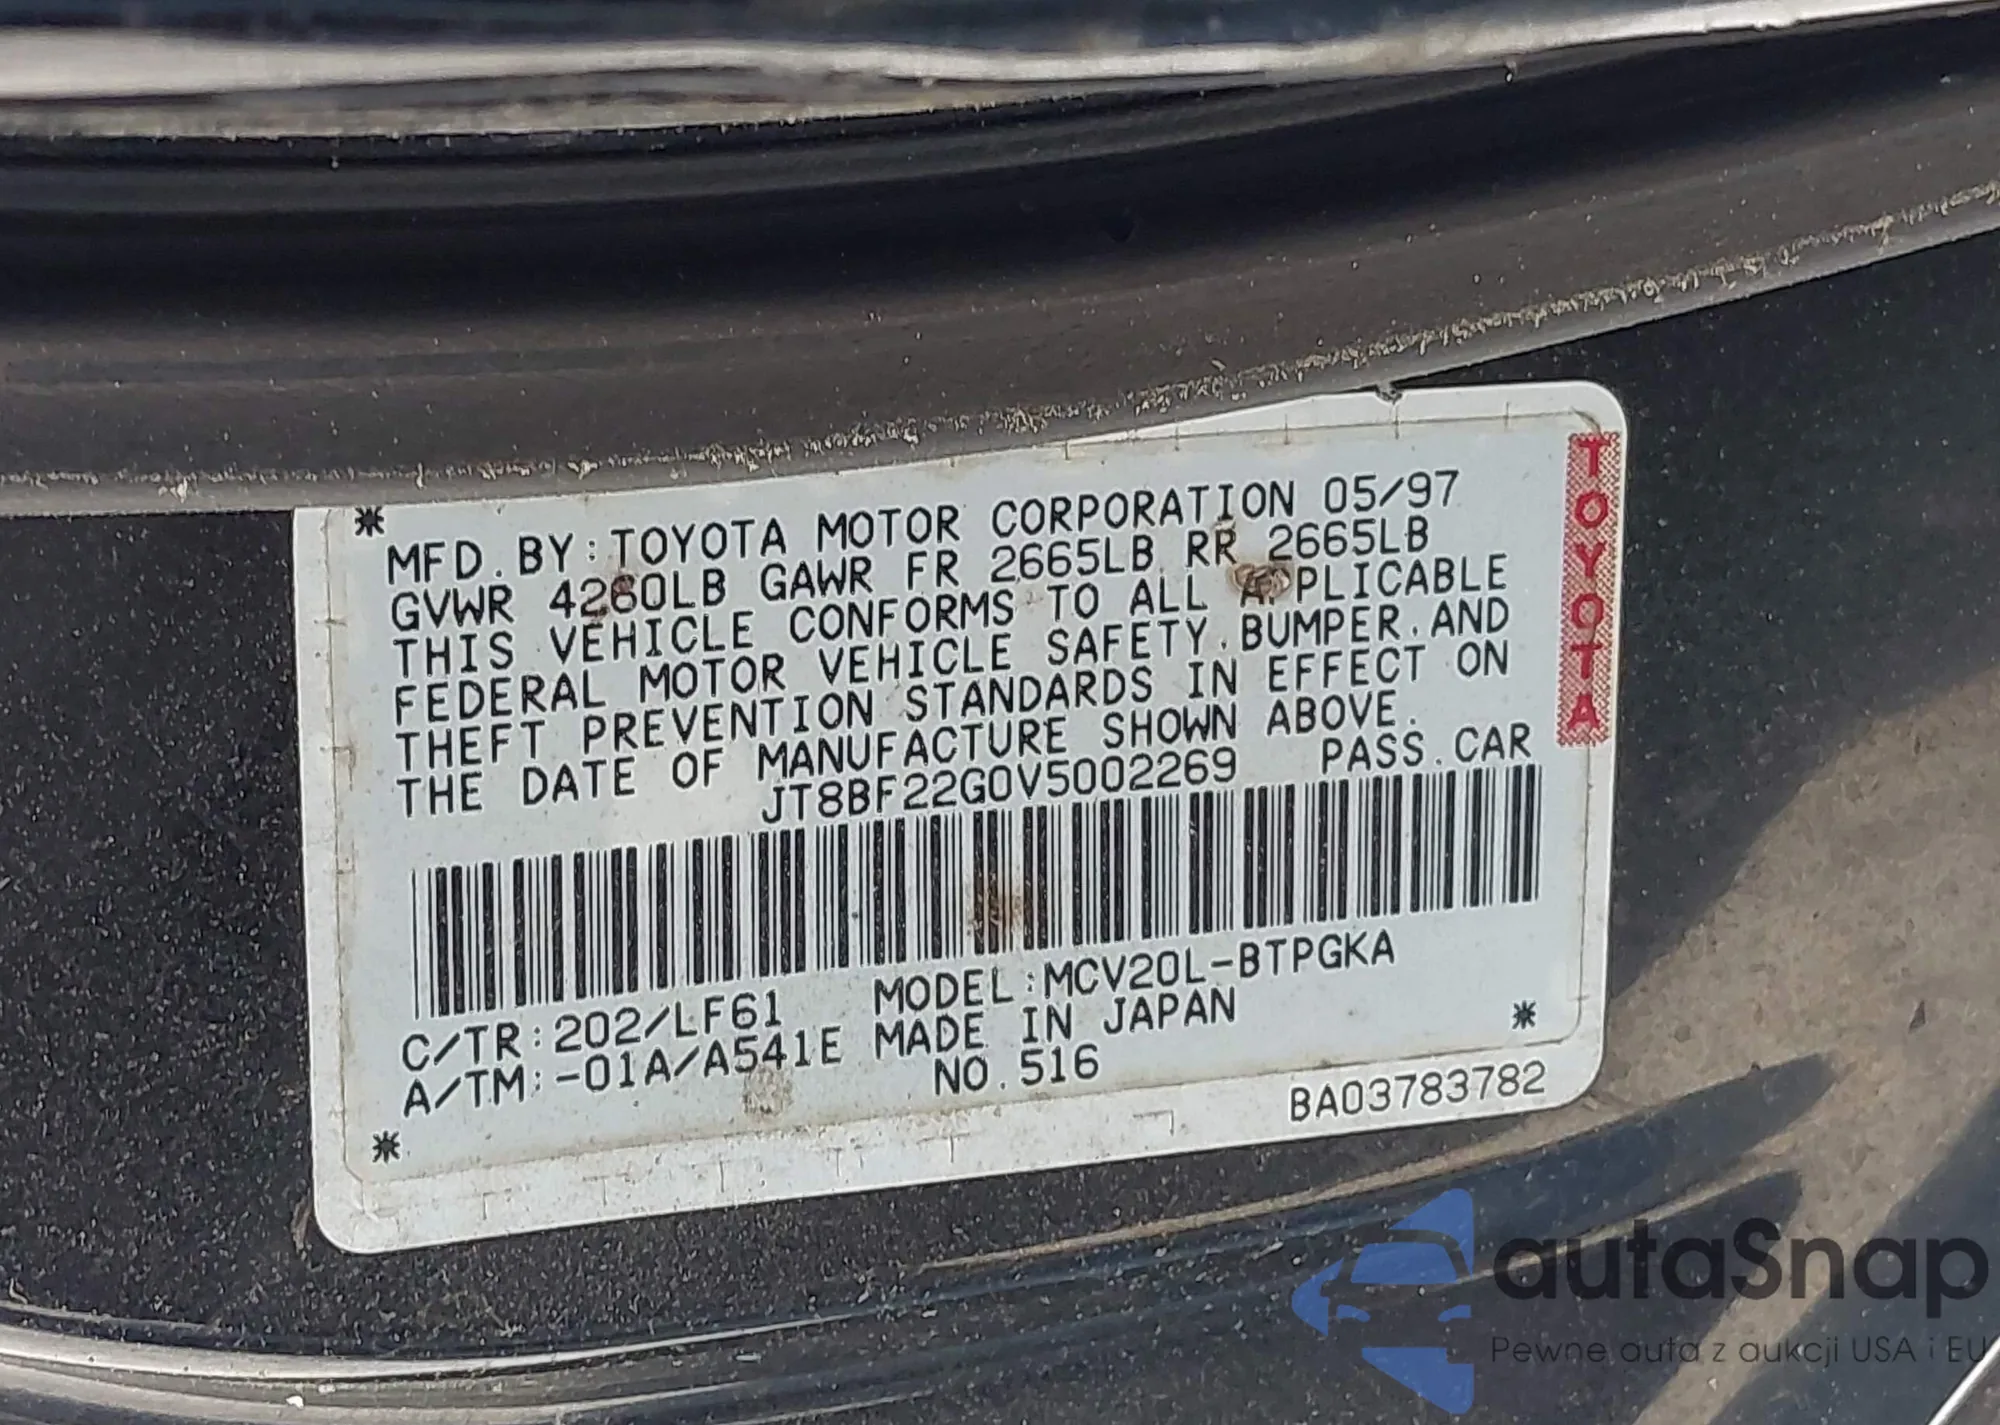 MFD. BY: TOYOTA MOTOR CORPORATION 05/97
GVWR 4280LB GAWR FR 2665LB RR 2665LB
THIS VEHICLE CONFORMS TO ALL APPLICABLE
FEDERAL MOTOR VEHICLE SAFETY, BUMPER, AND
THEFT PREVENTION STANDARDS IN EFFECT ON
THE DATE OF MANUFACTURE SHOWN ABOVE.
JT8BF22G0V5002269 PASS. CAR
C/TR: 202/LF61 MODEL: MCV20L-BTPGKA
A/TM: -01A/A541E MADE IN JAPAN
NO. 516
BA03783782
TOYOTA
autaSnap
Pewne auta z aukcji USA i EU